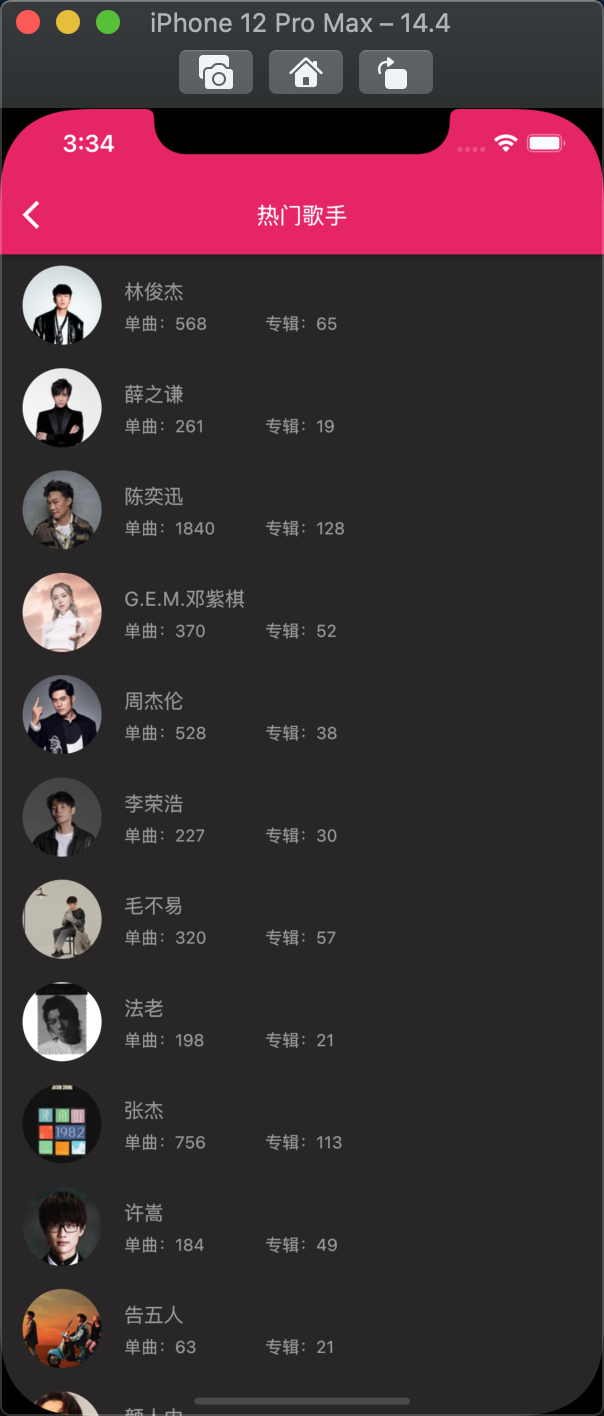 iPhone 12 Pro Max – 14.4
3:34
热门歌手
林俊杰
单曲：568 专辑：65
薛之谦
单曲：261 专辑：19
陈奕迅
单曲：1840 专辑：128
G.E.M.邓紫棋
单曲：370 专辑：52
周杰伦
单曲：528 专辑：38
李荣浩
单曲：227 专辑：30
毛不易
单曲：320 专辑：57
法老
单曲：198 专辑：21
张杰
单曲：756 专辑：113
1982
许嵩
单曲：184 专辑：49
告五人
单曲：63 专辑：21